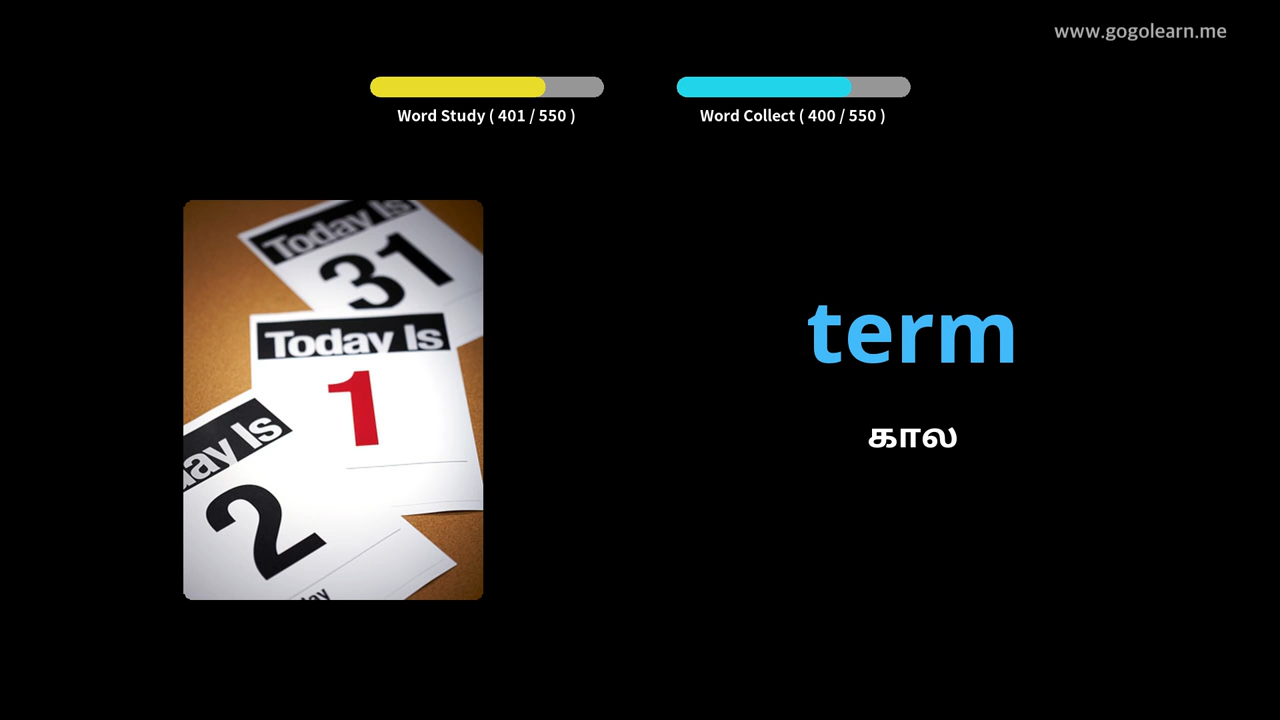 www.gogolearn.me
Word Study ( 401 / 550 )
Word Collect ( 400 / 550 )
Today Is
31
Today Is
1
ay Is
2
term
கால